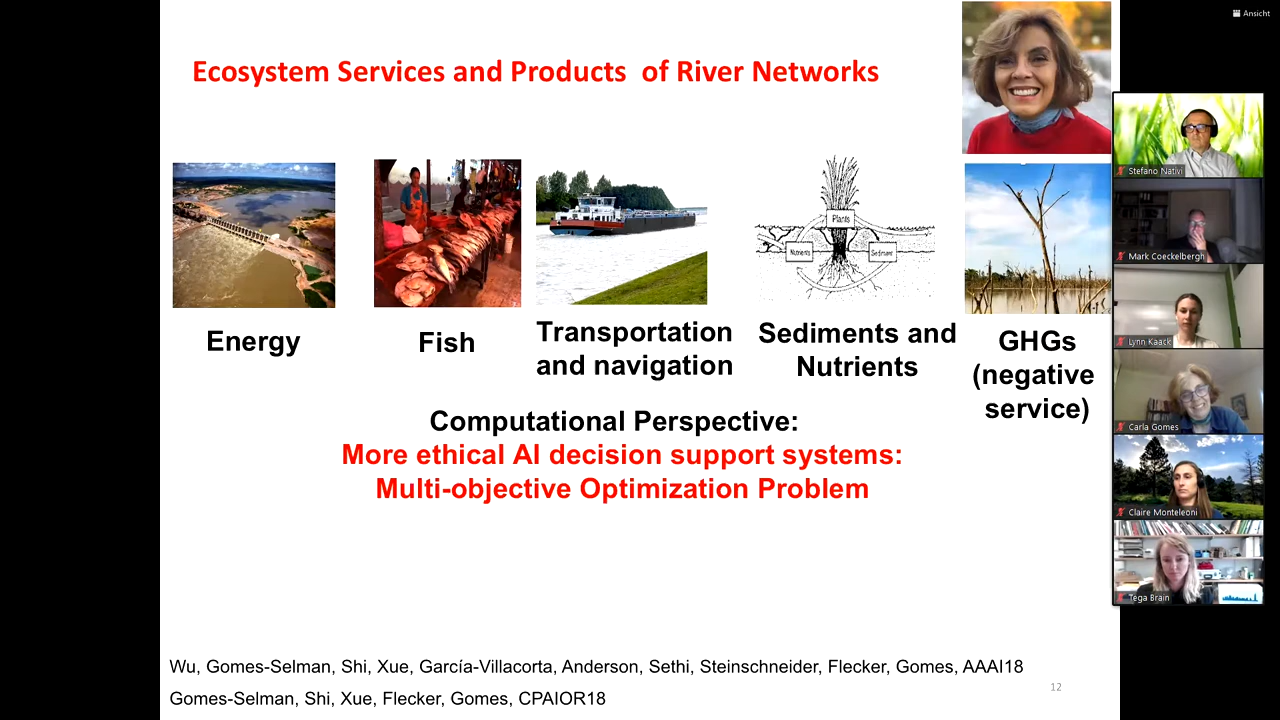 Ansicht
Ecosystem Services and Products of River Networks
Plants
Nutrients
Sediment
Energy
Fish
Transportation
and navigation
Sediments and
Nutrients
GHGs
(negative
service)
Computational Perspective:
More ethical AI decision support systems:
Multi-objective Optimization Problem
Wu, Gomes-Selman, Shi, Xue, García-Villacorta, Anderson, Sethi, Steinschneider, Flecker, Gomes, AAAI18
Gomes-Selman, Shi, Xue, Flecker, Gomes, CPAIOR18
12
Stefano Nativi
Mark Coeckelbergh
Lynn Kaack
Carla Gomes
Claire Monteleoni
Tega Brain